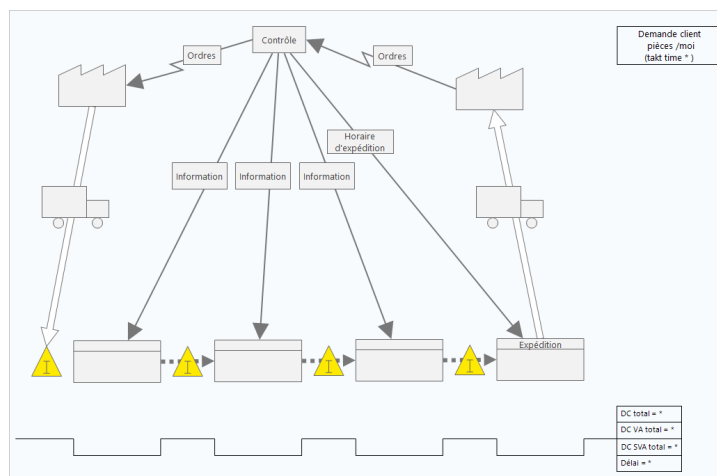 Contrôle
Demande client
pièces /moi
(takt time * )
Ordres
Ordres
Horaire
d'expédition
Information
Information
Information
I
I
I
I
Expédition
DC total = *
DC VA total = *
DC SVA total = *
Délai = *